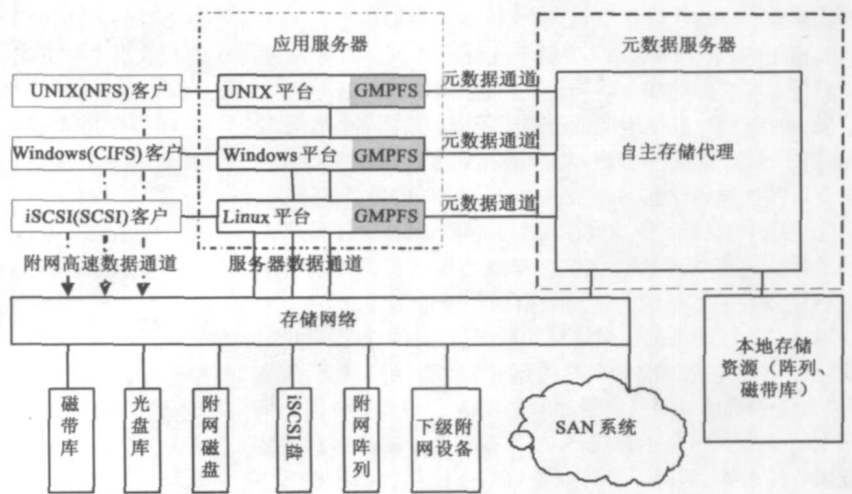 应用服务器
元数据服务器
UNIX(NFS)客户
UNIX平台
GMPFS
元数据通道
Windows(CIFS)客户
Windows平台
GMPFS
元数据通道
自主存储代理
iSCSI(SCSI)客户
Linux平台
GMPFS
元数据通道
附网高速数据通道
服务器数据通道
存储网络
本地存储
资源(阵列、
磁带库)
磁带库
光盘库
附网磁盘
iSCSI盘
附网阵列
下级附
网设备
SAN系统